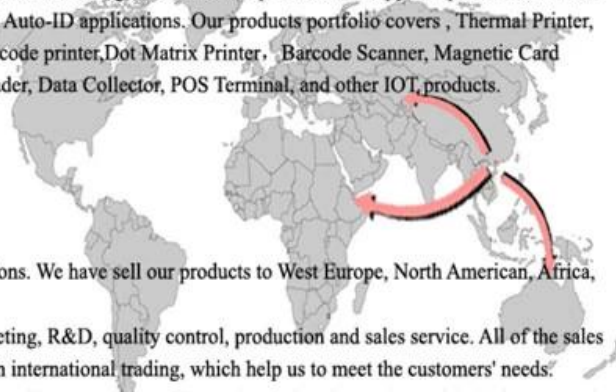 Auto-ID applications. Our products portfolio covers , Thermal Printer,
code printer,Dot Matrix Printer，Barcode Scanner, Magnetic Card
der, Data Collector, POS Terminal, and other IOT products.
ons. We have sell our products to West Europe, North American, Africa,
eting, R&D, quality control, production and sales service. All of the sales
n international trading, which help us to meet the customers' needs.